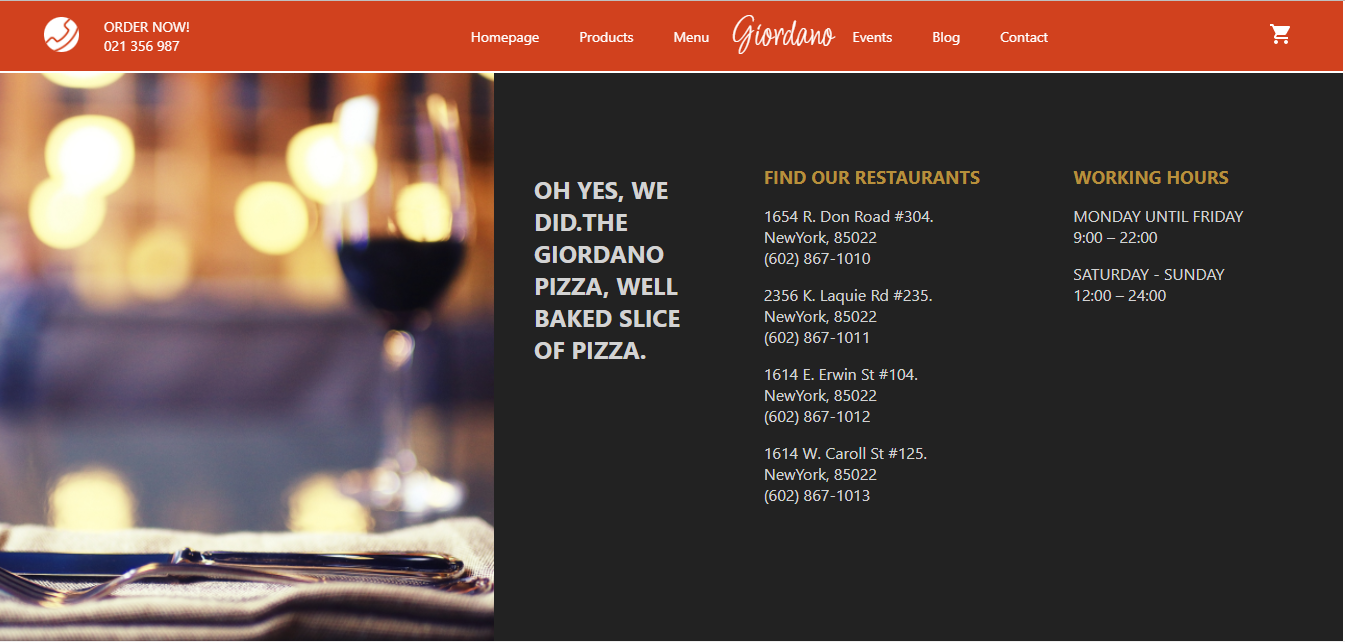 ORDER NOW!
021 356 987
Homepage
Products
Menu
Giordano
Events
Blog
Contact
OH YES, WE
DID.THE
GIORDANO
PIZZA, WELL
BAKED SLICE
OF PIZZA.
FIND OUR RESTAURANTS
1654 R. Don Road #304.
NewYork, 85022
(602) 867-1010
2356 K. Laquie Rd #235.
NewYork, 85022
(602) 867-1011
1614 E. Erwin St #104.
NewYork, 85022
(602) 867-1012
1614 W. Caroll St #125.
NewYork, 85022
(602) 867-1013
WORKING HOURS
MONDAY UNTIL FRIDAY
9:00 – 22:00
SATURDAY - SUNDAY
12:00 – 24:00